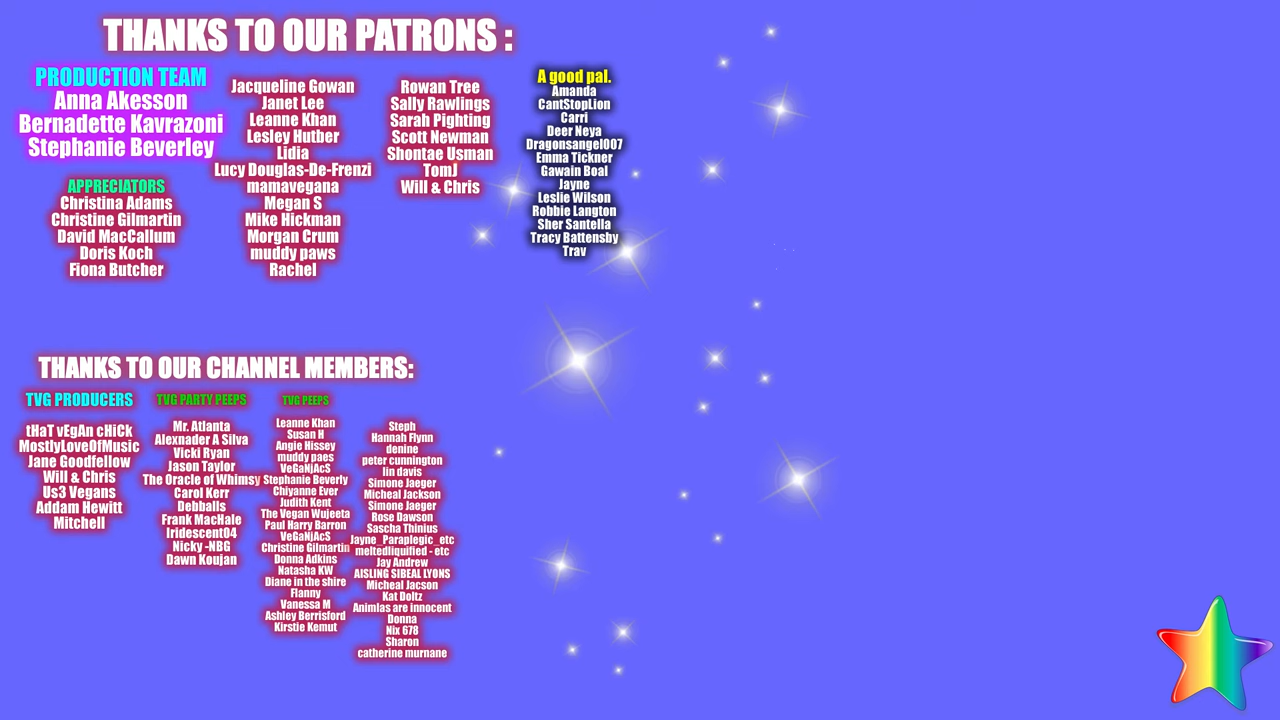 THANKS TO OUR PATRONS :
PRODUCTION TEAM
Anna Akesson
Bernadette Kavrazoni
Stephanie Beverley
APPRECIATORS
Christina Adams
Christine Gilmartin
David MacCallum
Doris Koch
Fiona Butcher
Jacqueline Gowan
Janet Lee
Leanne Khan
Lesley Hutber
Lidia
Lucy Douglas-De-Frenzi
mamavegana
Megan S
Mike Hickman
Morgan Crum
muddy paws
Rachel
Rowan Tree
Sally Rawlings
Sarah Pighting
Scott Newman
Shontae Usman
TomJ
Will & Chris
A good pal.
Amanda
CantStopLion
Carri
Deer Neya
Dragonsangel007
Emma Tickner
Gawain Boal
Jayne
Leslie Wilson
Robbie Langton
Sher Santella
Tracy Battensby
Trav
THANKS TO OUR CHANNEL MEMBERS:
TVG PRODUCERS
tHaT vEgAn cHiCk
MostlyLoveOfMusic
Jane Goodfellow
Will & Chris
Us3 Vegans
Addam Hewitt
Mitchell
TVG PARTY PEEPS
Mr. Atlanta
Alexnader A Silva
Vicki Ryan
Jason Taylor
The Oracle of Whimsy
Carol Kerr
Debballs
Frank MacHale
Iridescent04
Nicky -NBG
Dawn Koujan
TVG PEEPS
Leanne Khan
Susan H
Angie Hissey
muddy paes
VeGaNjAcS
Stephanie Beverly
Chiyanne Ever
Judith Kent
The Vegan Wujeeta
Paul Harry Barron
VeGaNjAcS
Christine Gilmartin
Donna Adkins
Natasha KW
Diane in the shire
Flanny
Vanessa M
Ashley Berrisford
Kirstie Kemut
Steph
Hannah Flynn
denine
peter cunnington
lin davis
Simone Jaeger
Micheal Jackson
Simone Jaeger
Rose Dawson
Sascha Thinius
Jayne_Paraplegic_etc
meltedliquified - etc
Jay Andrew
AISLING SIBEAL LYONS
Micheal Jacson
Kat Doltz
Animlas are innocent
Donna
Nix 678
Sharon
catherine murnane